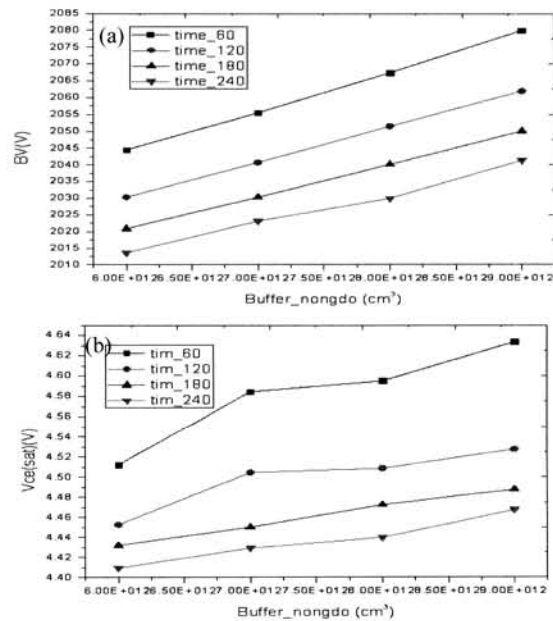 (a)
time_60
time_120
time_180
time_240
2085
2080
2075
2070
2065
2060
2055
2050
2045
2040
2035
2030
2025
2020
2015
2010
BV(V)
6.00E+0126.50E+0127.00E+0127.50E+0128.00E+0128.50E+0129.00E+012
Buffer_nongdo (cm³)
(b)
tim_60
tim_120
tim_180
tim_240
4.64
4.62
4.60
4.58
4.56
4.54
4.52
4.50
4.48
4.46
4.44
4.42
4.40
Vce(sat)(V)
6.00E+0126.50E+0127.00E+0127.50E+0128.00E+0128.50E+0129.00E+012
Buffer_nongdo (cm³)